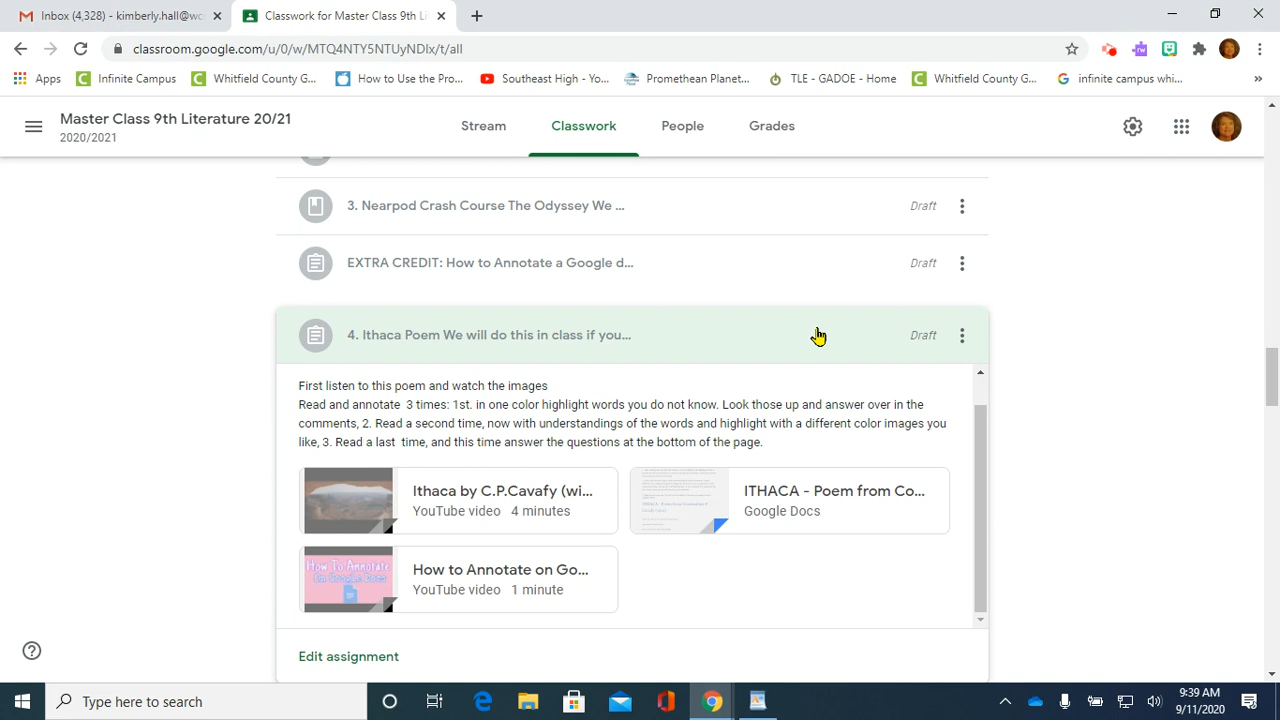 Inbox (4,328) - kimberly.hall@wc
Classwork for Master Class 9th Li
classroom.google.com/u/0/w/MTQ4NTY5NTUyNDIx/t/all
Apps
Infinite Campus
Whitfield County G...
How to Use the Pro...
Southeast High - Yo...
Promethean Planet...
TLE - GADOE - Home
Whitfield County G...
infinite campus whi...
Master Class 9th Literature 20/21
2020/2021
Stream
Classwork
People
Grades
3. Nearpod Crash Course The Odyssey We ...
Draft
EXTRA CREDIT: How to Annotate a Google d...
Draft
4. Ithaca Poem We will do this in class if you...
Draft
First listen to this poem and watch the images
Read and annotate 3 times: 1st. in one color highlight words you do not know. Look those up and answer over in the
comments, 2. Read a second time, now with understandings of the words and highlight with a different color images you
like, 3. Read a last time, and this time answer the questions at the bottom of the page.
Ithaca by C.P.Cavafy (wi...
YouTube video 4 minutes
ITHACA - Poem from Co...
Google Docs
How To Annotate
On Google Docs
How to Annotate on Go...
YouTube video 1 minute
Edit assignment
Type here to search
9:39 AM
9/11/2020